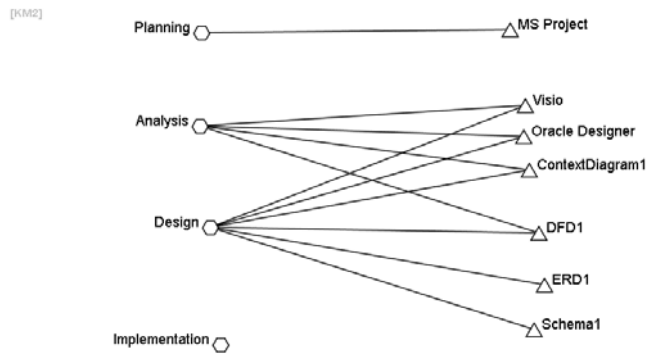 [KM2]
Planning
MS Project
Visio
Analysis
Oracle Designer
ContextDiagram1
Design
DFD1
ERD1
Schema1
Implementation